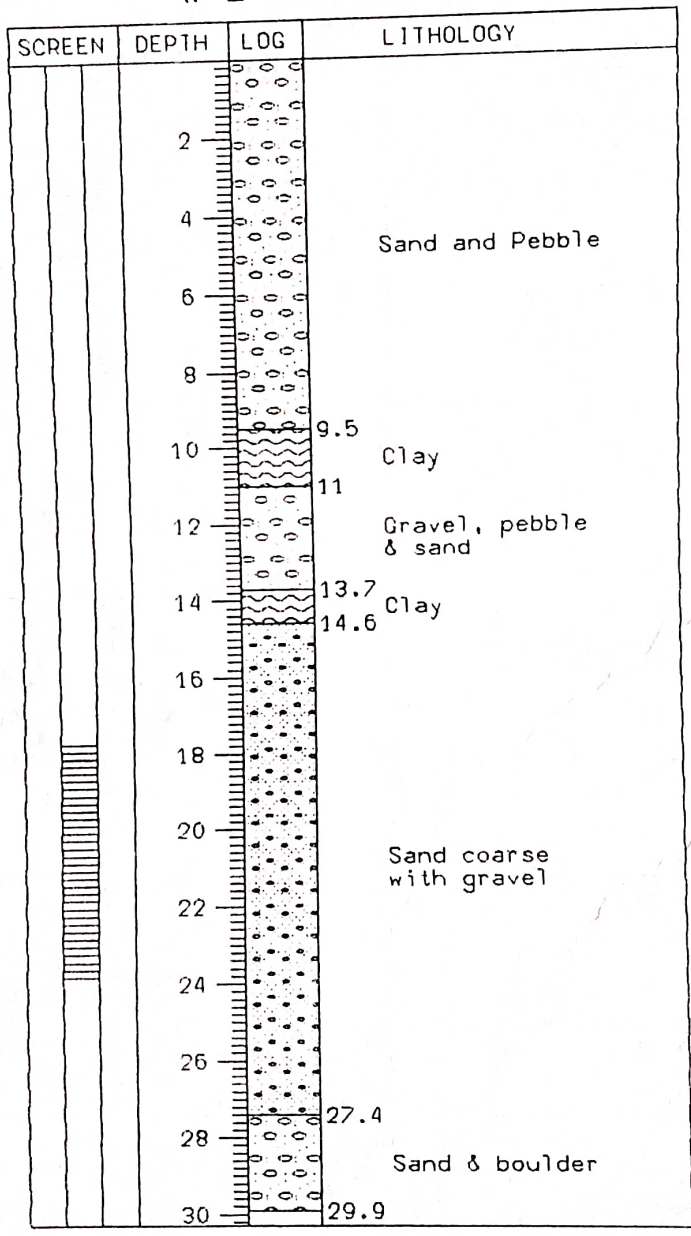 SCREEN DEPTH LOG LITHOLOGY
2
4
Sand and Pebble
6
8
9.5
10
Clay
11
12
Gravel, pebble
& sand
13.7
14
Clay
14.6
16
18
20
Sand coarse
with gravel
22
24
26
27.4
28
Sand & boulder
29.9
30